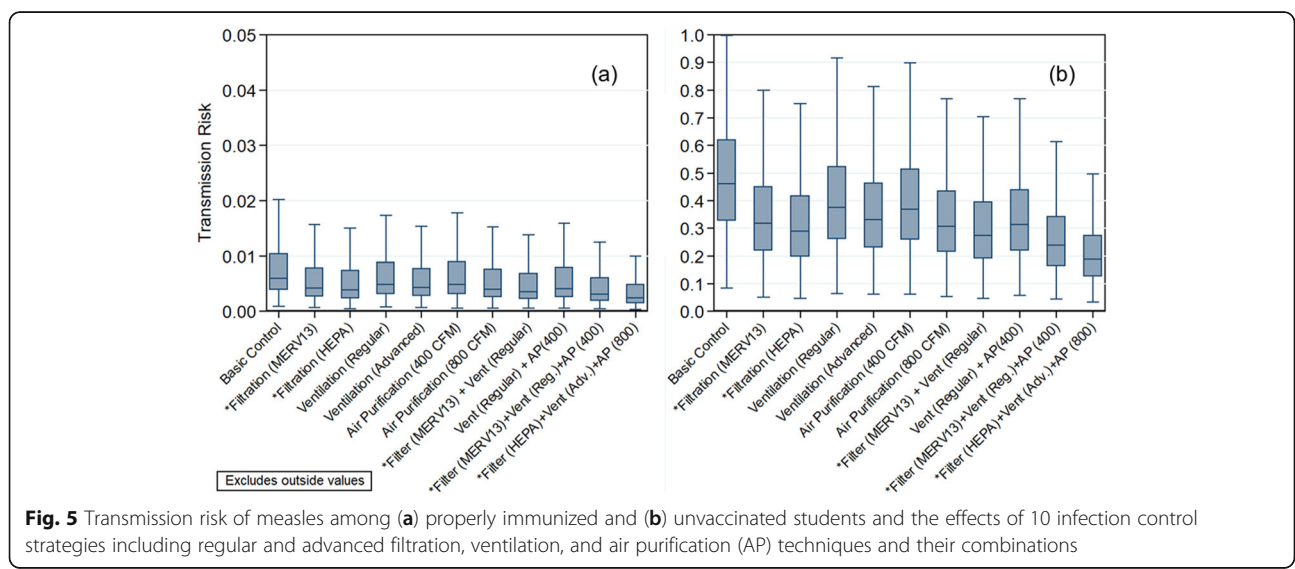 (a)
Transmission Risk
0.05
0.04
0.03
0.02
0.01
0.00
Basic Control
*Filtration (MERV13)
*Filtration (HEPA)
Ventilation (Regular)
Ventilation (Advanced)
Air Purification (400 CFM)
Air Purification (800 CFM)
*Filter (MERV13) + Vent (Regular)
Vent (Regular) + AP(400)
*Filter (MERV13)+Vent (Reg.)+AP (400)
*Filter (HEPA)+Vent (Adv.)+AP (800)
Excludes outside values
(b)
1.0
0.9
0.8
0.7
0.6
0.5
0.4
0.3
0.2
0.1
0.0
Basic Control
*Filtration (MERV13)
*Filtration (HEPA)
Ventilation (Regular)
Ventilation (Advanced)
Air Purification (400 CFM)
Air Purification (800 CFM)
*Filter (MERV13) + Vent (Regular)
Vent (Regular) + AP(400)
*Filter (MERV13)+Vent (Reg.)+AP (400)
*Filter (HEPA)+Vent (Adv.)+AP (800)
Fig. 5 Transmission risk of measles among (a) properly immunized and (b) unvaccinated students and the effects of 10 infection control
strategies including regular and advanced filtration, ventilation, and air purification (AP) techniques and their combinations